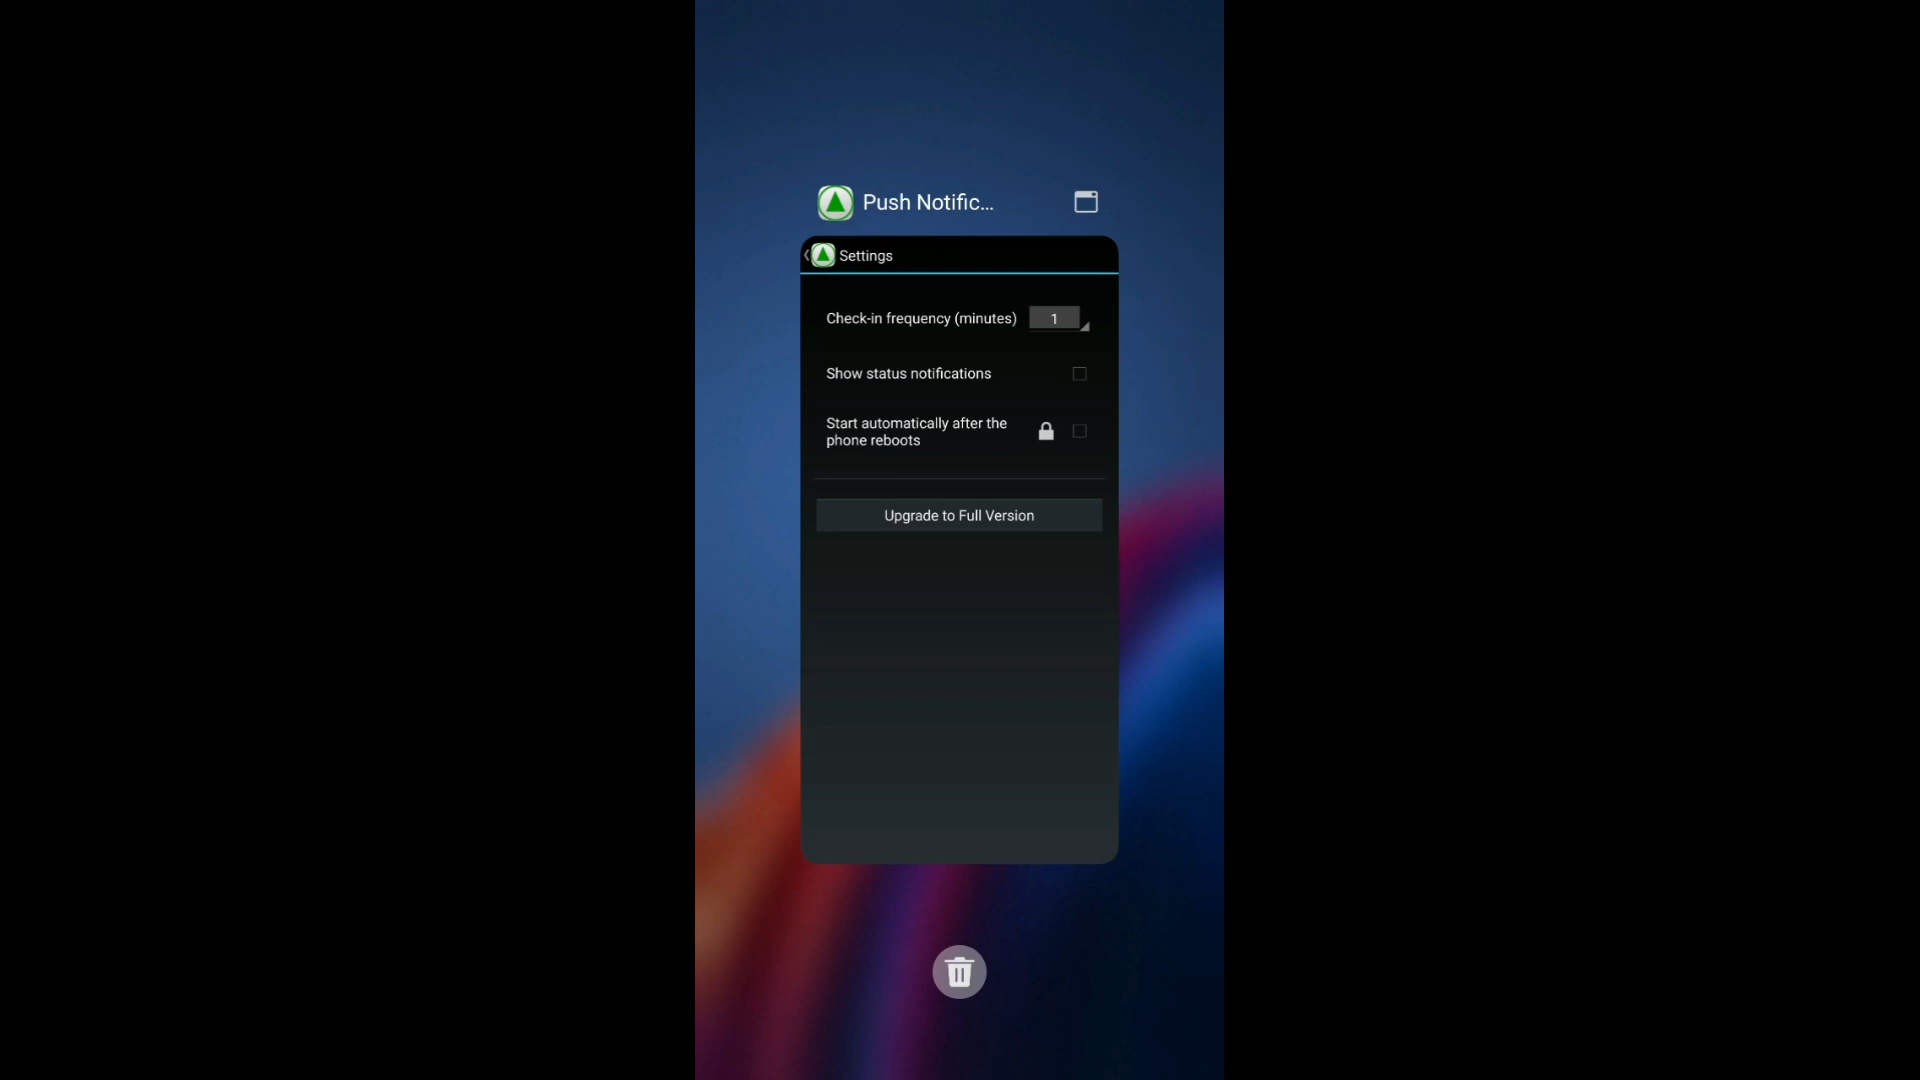 Push Notific...
Settings
Check-in frequency (minutes) 1
Show status notifications
Start automatically after the
phone reboots
Upgrade to Full Version